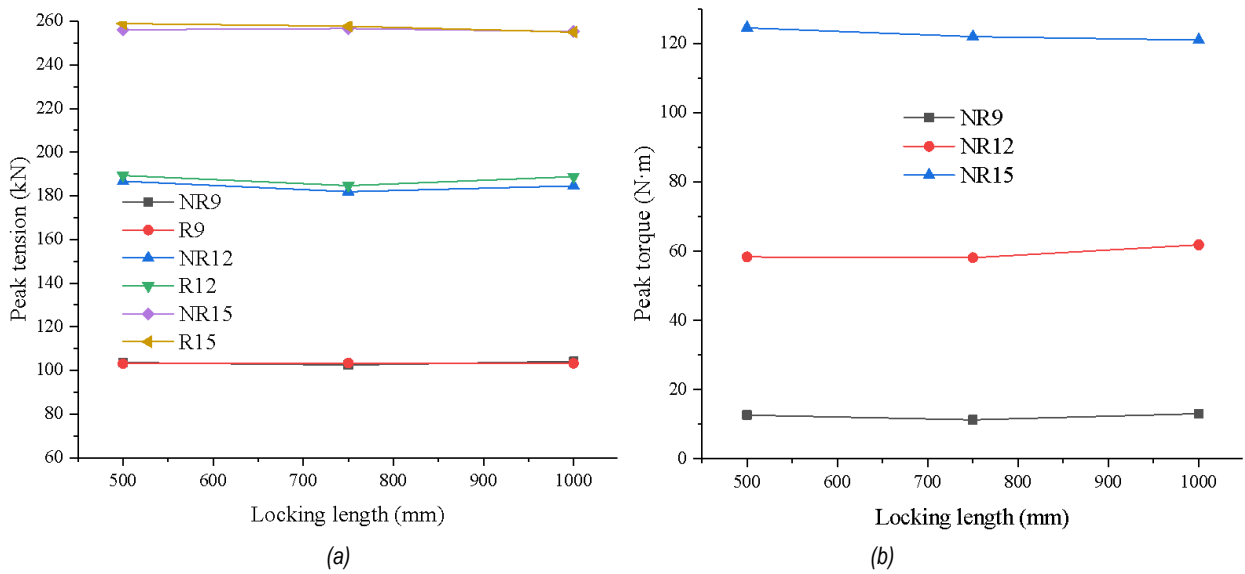 260
240
220
200
180
160
140
120
100
80
60
Peak tension (kN)
NR9
R9
NR12
R12
NR15
R15
500 600 700 800 900 1000
Locking length (mm)
(a)
120
100
80
60
40
20
0
Peak torque (N·m)
NR9
NR12
NR15
500 600 700 800 900 1000
Locking length (mm)
(b)